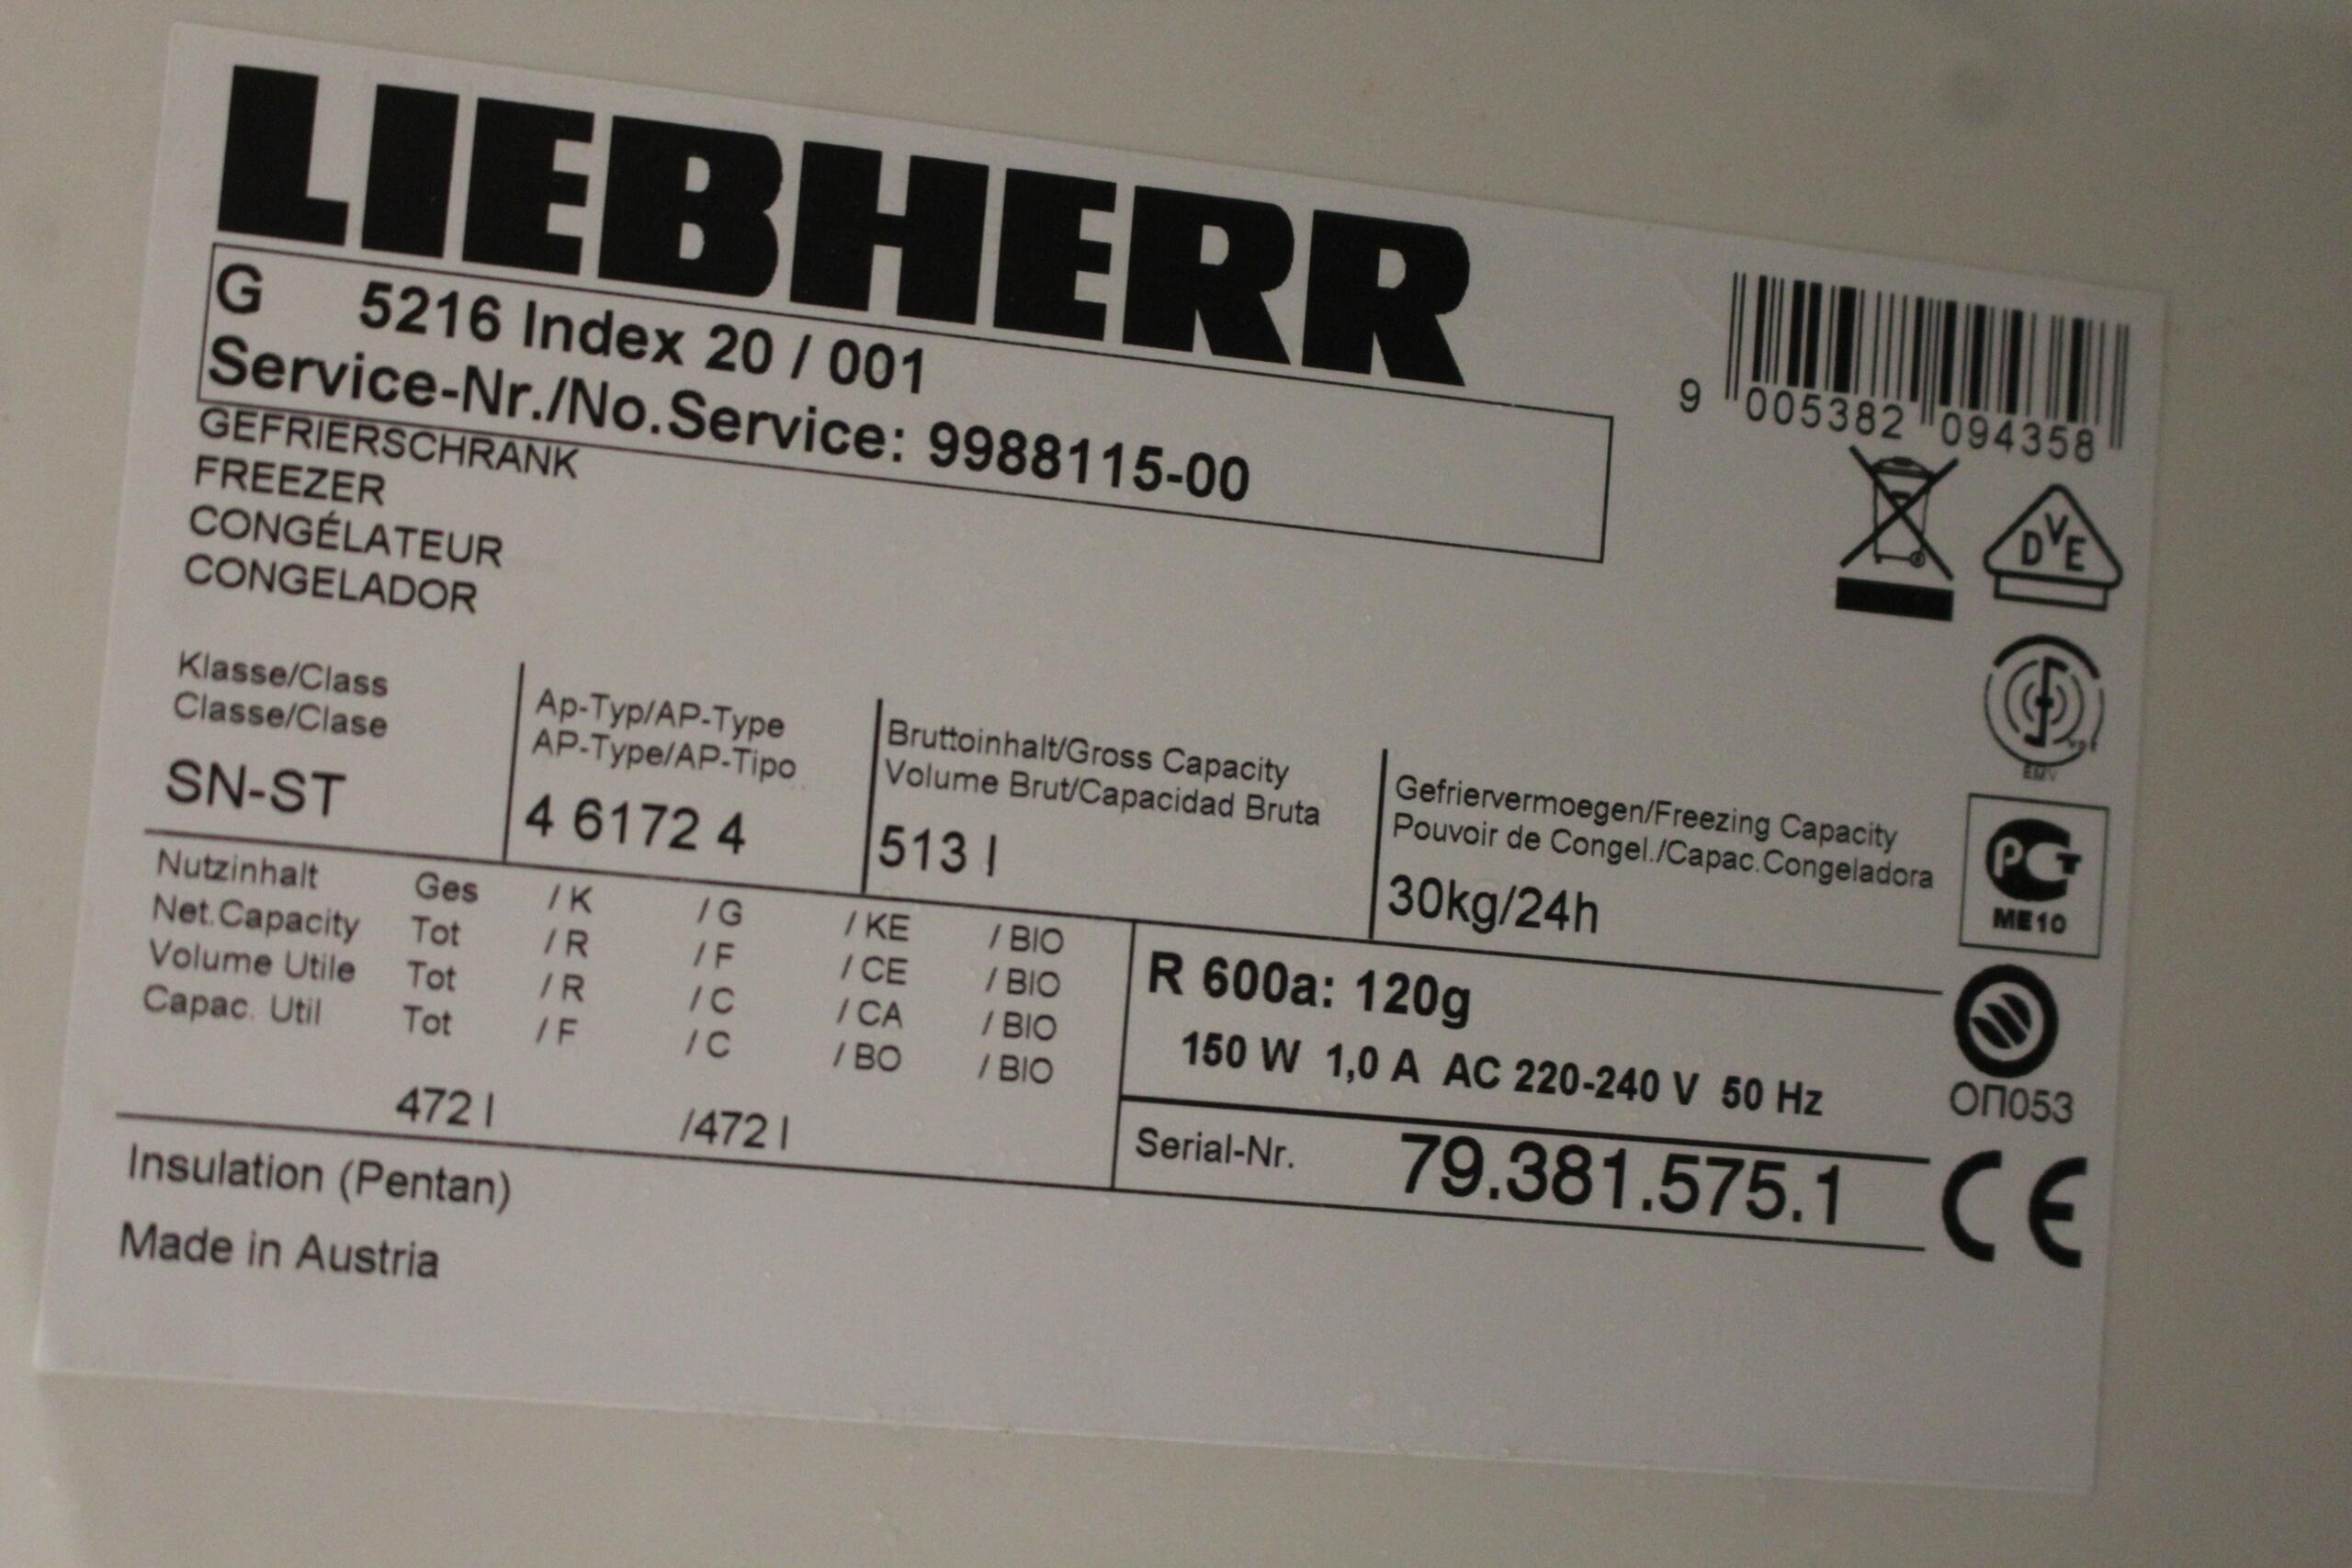 LIEBHERR
G 5216 Index 20 / 001
Service-Nr./No.Service: 9988115-00
9 005382 094358
GEFRIERSCHRANK
FREEZER
CONGÉLATEUR
CONGELADOR
DVE
EMV
Klasse/Class
Classe/Clase
SN-ST
Ap-Typ/AP-Type
AP-Type/AP-Tipo
4 6172 4
Bruttoinhalt/Gross Capacity
Volume Brut/Capacidad Bruta
513 l
Gefriervermoegen/Freezing Capacity
Pouvoir de Congel./Capac.Congeladora
30kg/24h
РСТ
ME10
Nutzinhalt Ges / K / G / KE / BIO
Net.Capacity Tot / R / F / CE / BIO
Volume Utile Tot / R / C / CA / BIO
Capac. Util Tot / F / C / BO / BIO
472 l /472 l
R 600a: 120g
150 W 1,0 A AC 220-240 V 50 Hz
ОП053
Serial-Nr. 79.381.575.1
CE
Insulation (Pentan)
Made in Austria